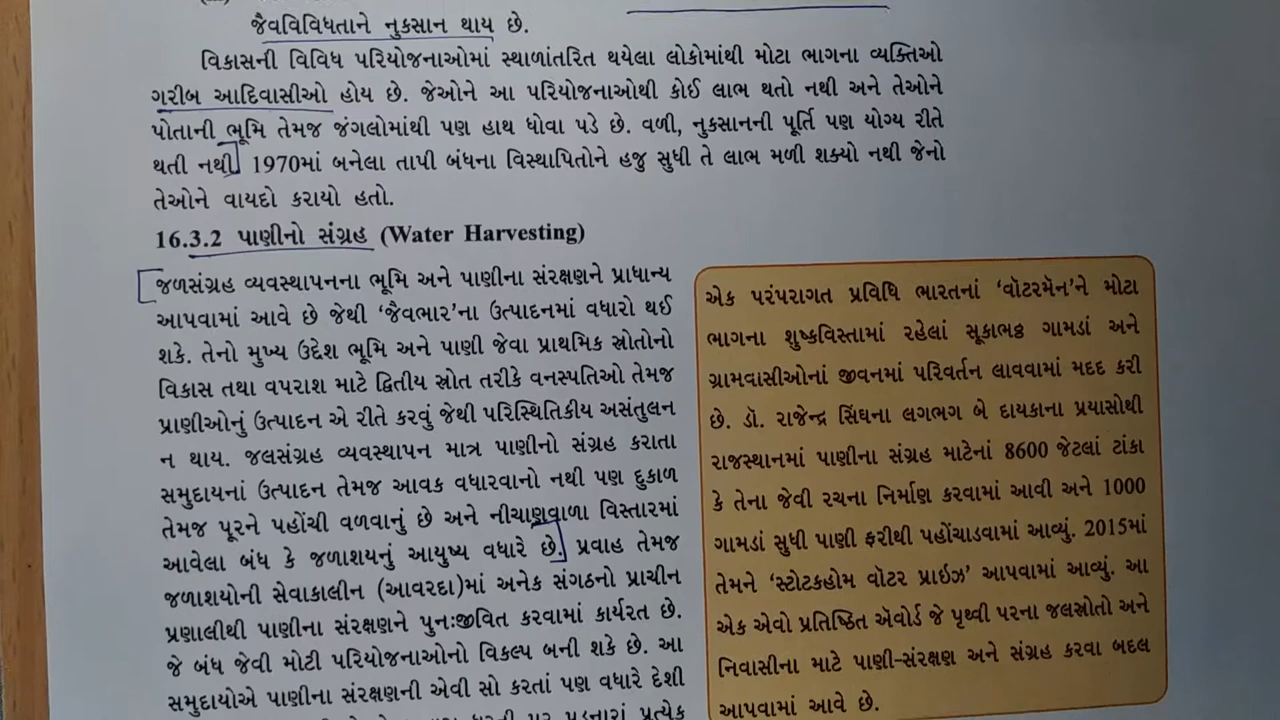 જૈવવિવિધતાને નુકસાન થાય છે.
વિકાસની વિવિધ પરિયોજનાઓમાં સ્થાળાંતરિત થયેલા લોકોમાંથી મોટા ભાગના વ્યક્તિઓ
ગરીબ આદિવાસીઓ હોય છે. જેઓને આ પરિયોજનાઓથી કોઈ લાભ થતો નથી અને તેઓને
પોતાની ભૂમિ તેમજ જંગલોમાંથી પણ હાથ ધોવા પડે છે. વળી, નુકસાનની પૂર્તિ પણ યોગ્ય રીતે
થતી નથી. 1970માં બનેલા તાપી બંધના વિસ્થાપિતોને હજુ સુધી તે લાભ મળી શક્યો નથી જેનો
તેઓને વાયદો કરાયો હતો.
16.3.2 પાણીનો સંગ્રહ (Water Harvesting)
જળસંગ્રહ વ્યવસ્થાપનના ભૂમિ અને પાણીના સંરક્ષણને પ્રાધાન્ય
આપવામાં આવે છે જેથી ‘જૈવભાર’ના ઉત્પાદનમાં વધારો થઈ
શકે. તેનો મુખ્ય ઉદ્દેશ ભૂમિ અને પાણી જેવા પ્રાથમિક સ્રોતોનો
વિકાસ તથા વપરાશ માટે દ્વિતીય સ્રોત તરીકે વનસ્પતિઓ તેમજ
પ્રાણીઓનું ઉત્પાદન એ રીતે કરવું જેથી પરિસ્થિતિકીય અસંતુલન
ન થાય. જલસંગ્રહ વ્યવસ્થાપન માત્ર પાણીનો સંગ્રહ કરાતા
સમુદાયનાં ઉત્પાદન તેમજ આવક વધારવાનો નથી પણ દુકાળ
તેમજ પૂરને પહોંચી વળવાનું છે અને નીચાણવાળા વિસ્તારમાં
આવેલા બંધ કે જળાશયનું આયુષ્ય વધારે છે. પ્રવાહ તેમજ
જળાશયોની સેવાકાલીન (આવરદા)માં અનેક સંગઠનો પ્રાચીન
પ્રણાલીથી પાણીના સંરક્ષણને પુનઃજીવિત કરવામાં કાર્યરત છે.
જે બંધ જેવી મોટી પરિયોજનાઓનો વિકલ્પ બની શકે છે. આ
સમુદાયોએ પાણીના સંરક્ષણની એવી સો કરતાં પણ વધારે દેશી
પ્રત્યેક
એક પરંપરાગત પ્રવિધિ ભારતનાં ‘વૉટરમૅન’ને મોટા
ભાગના શુષ્કવિસ્તામાં રહેલાં સૂકાભઠ્ઠ ગામડાં અને
ગ્રામવાસીઓનાં જીવનમાં પરિવર્તન લાવવામાં મદદ કરી
છે. ડૉ. રાજેન્દ્ર સિંઘના લગભગ બે દાયકાના પ્રયાસોથી
રાજસ્થાનમાં પાણીના સંગ્રહ માટેનાં 8600 જેટલાં ટાંકા
કે તેના જેવી રચના નિર્માણ કરવામાં આવી અને 1000
ગામડાં સુધી પાણી ફરીથી પહોંચાડવામાં આવ્યું. 2015માં
તેમને ‘સ્ટોટકહોમ વૉટર પ્રાઇઝ’ આપવામાં આવ્યું. આ
એક એવો પ્રતિષ્ઠિત ઍવોર્ડ જે પૃથ્વી પરના જલસ્રોતો અને
નિવાસીના માટે પાણી-સંરક્ષણ અને સંગ્રહ કરવા બદલ
આપવામાં આવે છે.